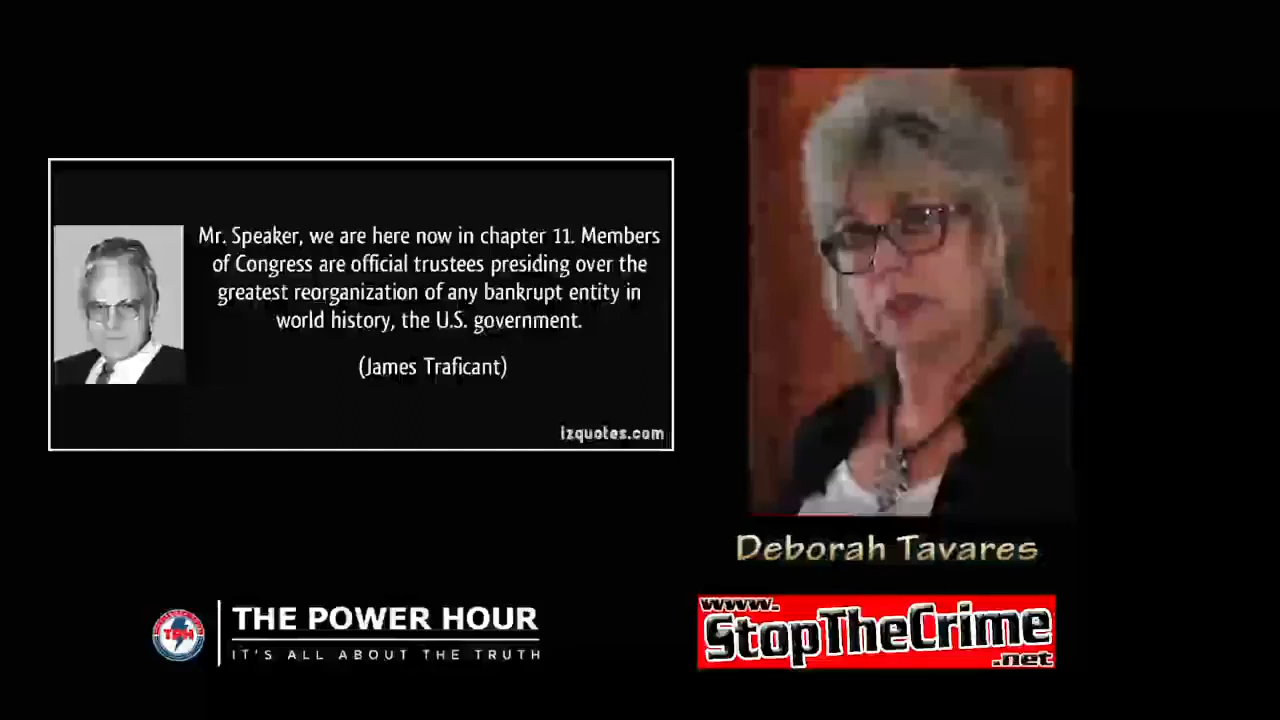 Mr. Speaker, we are here now in chapter 11. Members
of Congress are official trustees presiding over the
greatest reorganization of any bankrupt entity in
world history, the U.S. government.
(James Traficant)
izquotes.com
Deborah Tavares
TPH
THE POWER HOUR
IT'S ALL ABOUT THE TRUTH
www.
StopTheCrime
.net